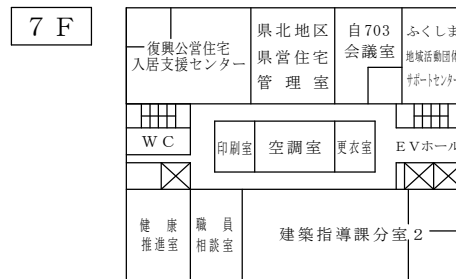 7F
復興公営住宅
入居支援センター
県北地区
県営住宅
管理室
自703
会議室
ふくしま
地域活動団体
サポートセンター
WC
印刷室
空調室
更衣室
EVホール
健康
推進室
職員
相談室
建築指導課分室2